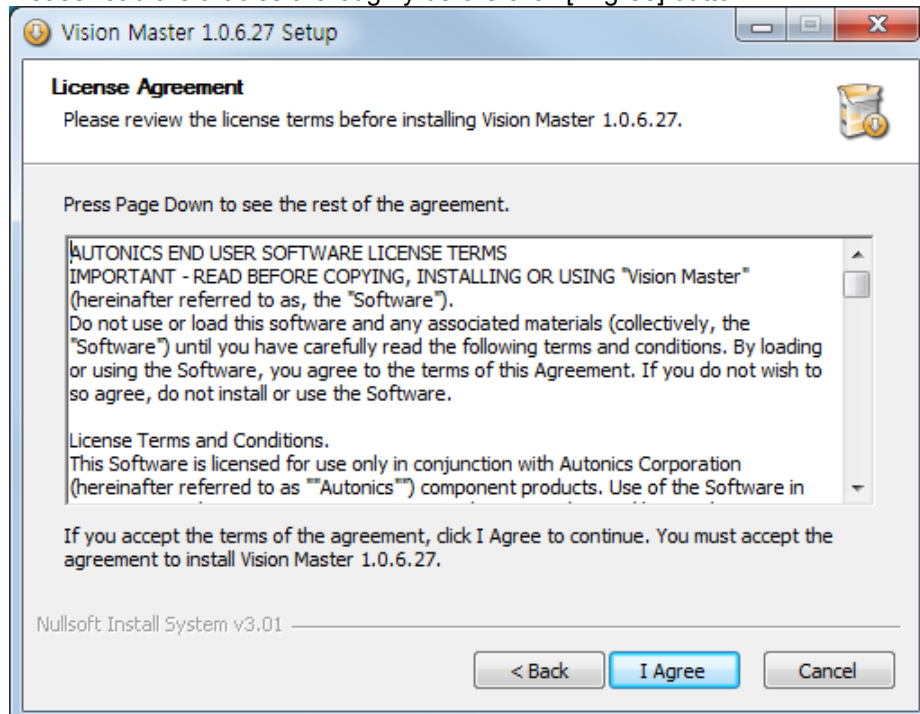 Vision Master 1.0.6.27 Setup
License Agreement
Please review the license terms before installing Vision Master 1.0.6.27.
Press Page Down to see the rest of the agreement.
AUTONICS END USER SOFTWARE LICENSE TERMS
IMPORTANT - READ BEFORE COPYING, INSTALLING OR USING "Vision Master"
(hereinafter referred to as, the "Software").
Do not use or load this software and any associated materials (collectively, the
"Software") until you have carefully read the following terms and conditions. By loading
or using the Software, you agree to the terms of this Agreement. If you do not wish to
so agree, do not install or use the Software.
License Terms and Conditions.
This Software is licensed for use only in conjunction with Autonics Corporation
(hereinafter referred to as ""Autonics"") component products. Use of the Software in
If you accept the terms of the agreement, click I Agree to continue. You must accept the
agreement to install Vision Master 1.0.6.27.
Nullsoft Install System v3.01
< Back I Agree Cancel